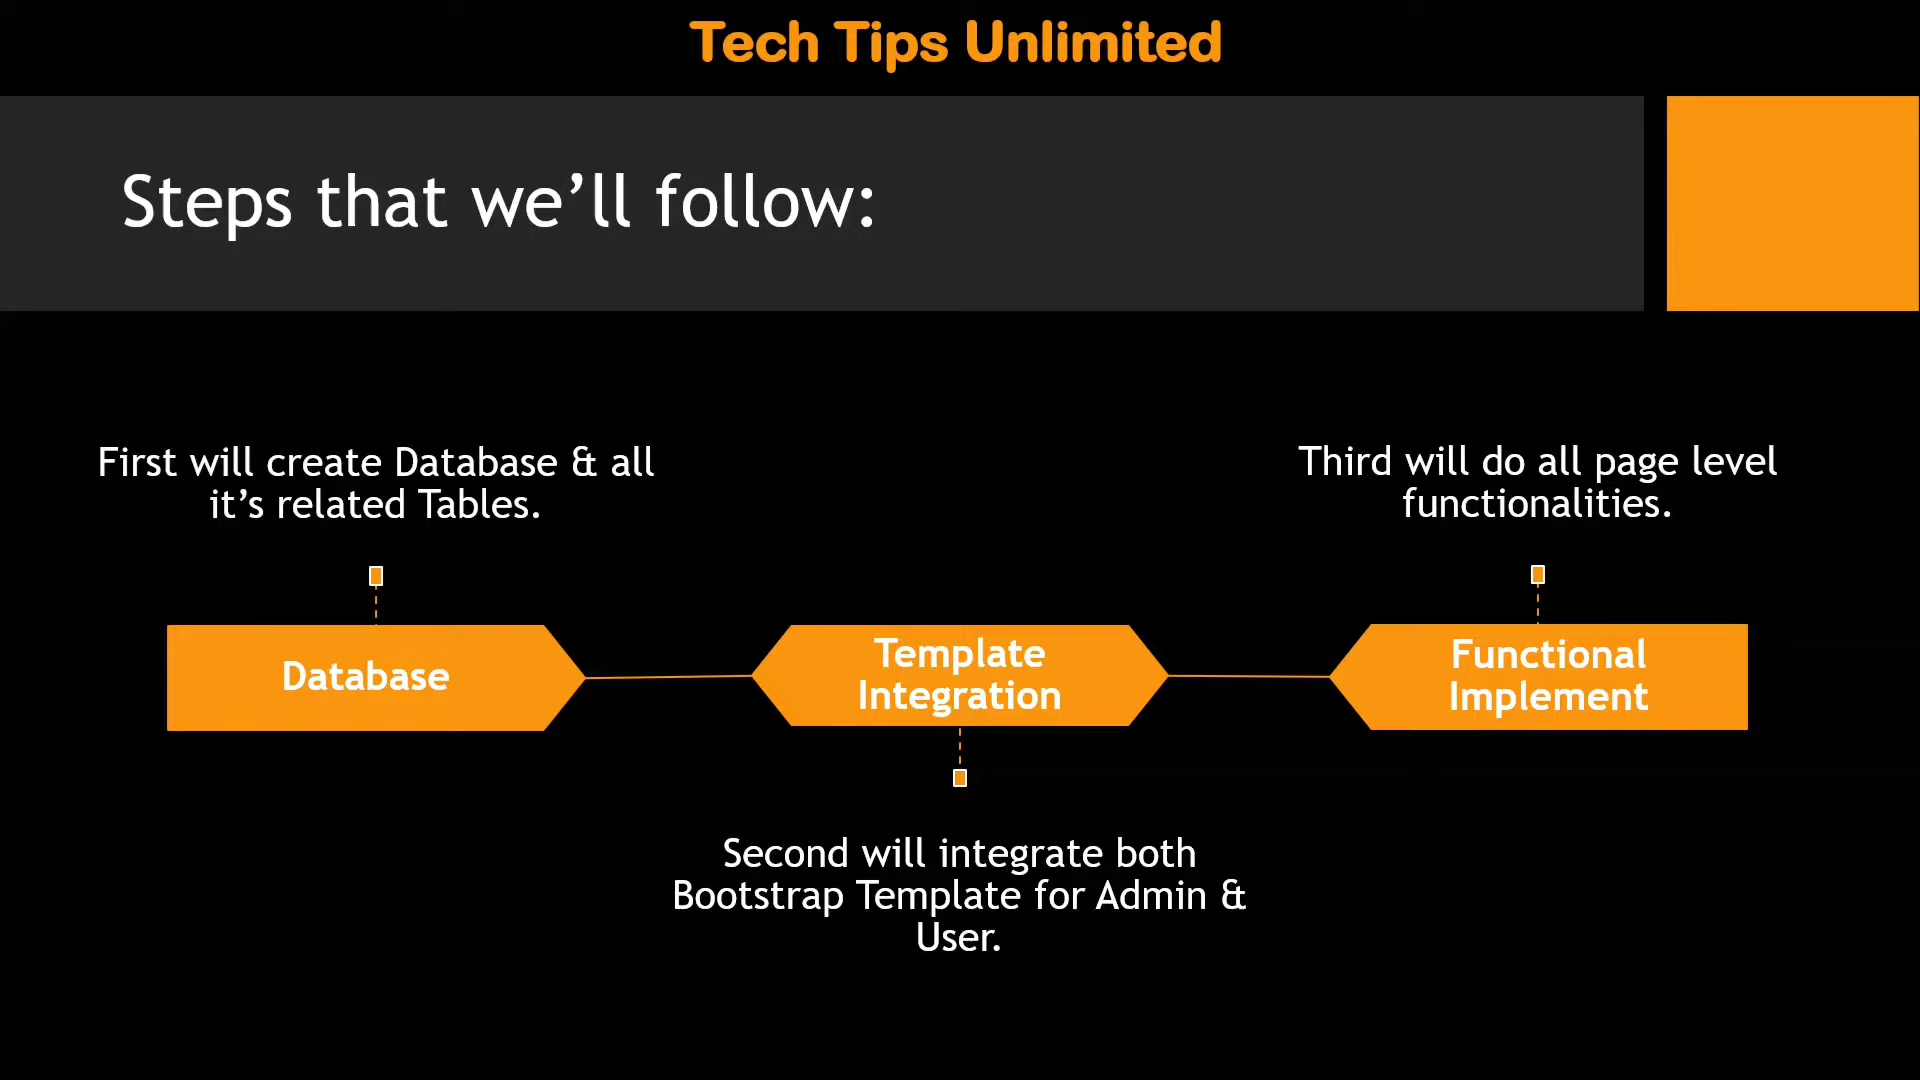 Tech Tips Unlimited
Steps that we’ll follow:
First will create Database & all
it’s related Tables.
Third will do all page level
functionalities.
Database
Template
Integration
Functional
Implement
Second will integrate both
Bootstrap Template for Admin &
User.